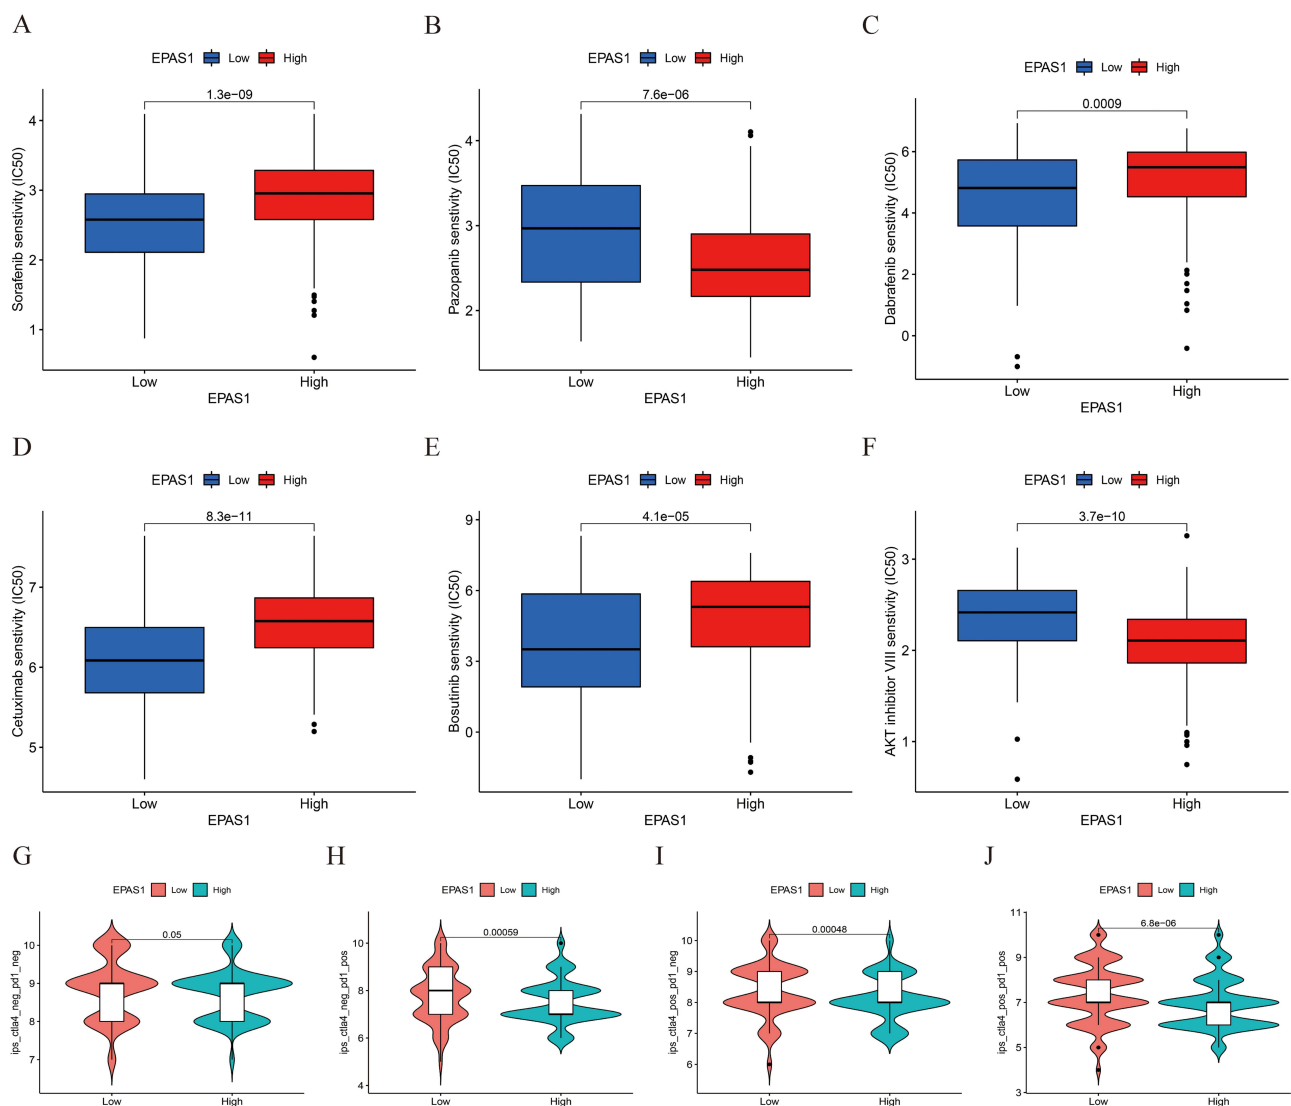 A
EPAS1 Low High
1.3e−09
Sorafenib senstivity (IC50)
4
3
2
1
Low High
EPAS1
B
EPAS1 Low High
7.6e−06
Pazopanib senstivity (IC50)
4
3
2
Low High
EPAS1
C
EPAS1 Low High
0.0009
Dabrafenib senstivity (IC50)
6
4
2
0
Low High
EPAS1
D
EPAS1 Low High
8.3e−11
Cetuximab senstivity (IC50)
7
6
5
Low High
EPAS1
E
EPAS1 Low High
4.1e−05
Bosutinib senstivity (IC50)
9
6
3
0
Low High
EPAS1
F
EPAS1 Low High
3.7e−10
AKT inhibitor VIII senstivity (IC50)
3
2
1
Low High
EPAS1
G
EPAS1 Low High
0.05
ips_ctla4_neg_pd1_neg
10
9
8
7
Low High
H
EPAS1 Low High
0.00059
ips_ctla4_neg_pd1_pos
10
8
6
4
Low High
I
EPAS1 Low High
0.00048
ips_ctla4_pos_pd1_neg
10
9
8
7
6
Low High
J
EPAS1 Low High
6.8e−06
ips_ctla4_pos_pd1_pos
11
9
7
5
3
Low High